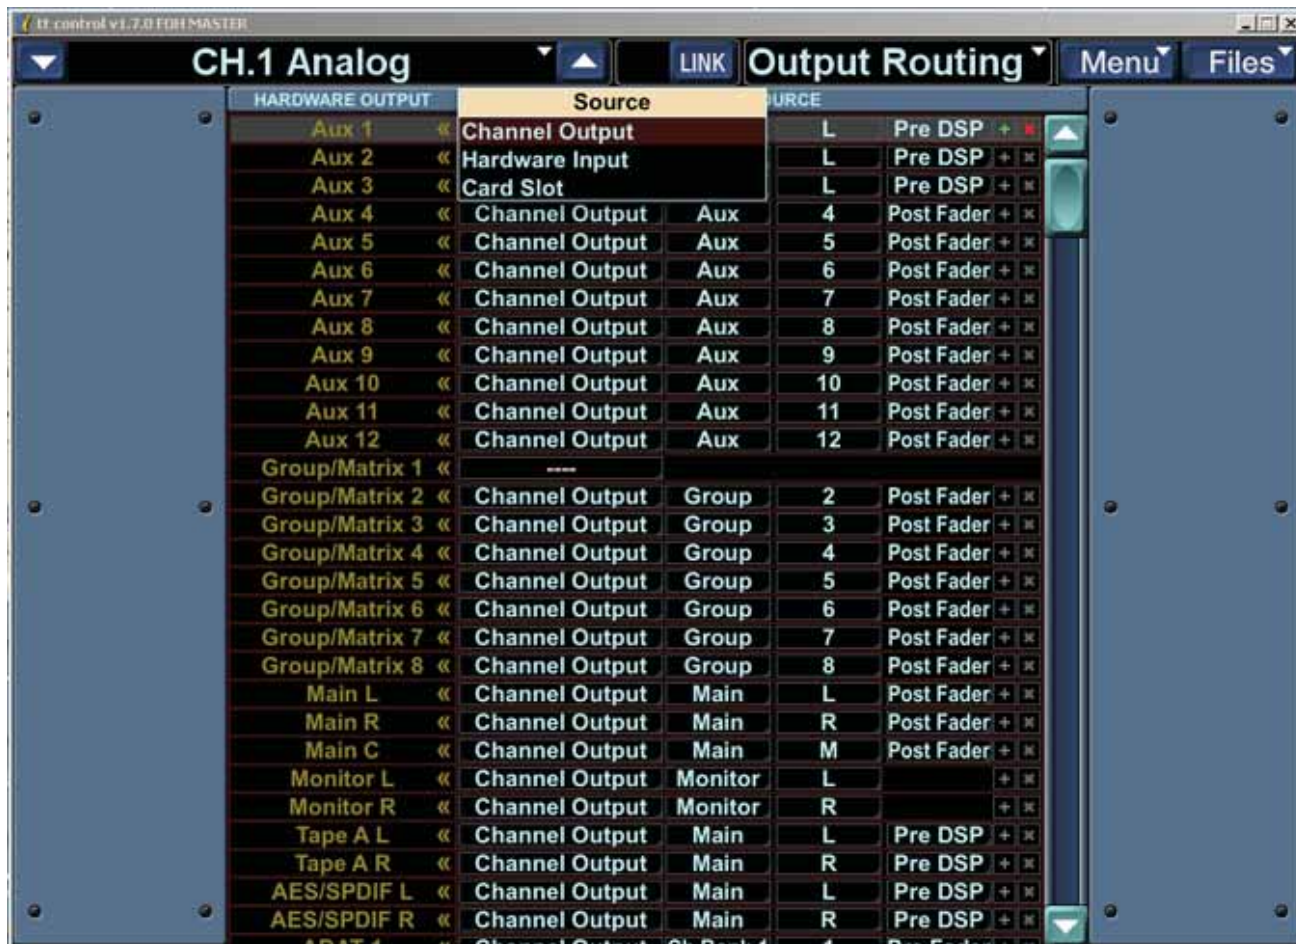 tt control v1.7.0 FOH MASTER
CH.1 Analog LINK Output Routing Menu Files
HARDWARE OUTPUT Source URCE
Aux 1 « Channel Output L Pre DSP + ×
Aux 2 « Hardware Input L Pre DSP + ×
Aux 3 « Card Slot L Pre DSP + ×
Aux 4 « Channel Output Aux 4 Post Fader + ×
Aux 5 « Channel Output Aux 5 Post Fader + ×
Aux 6 « Channel Output Aux 6 Post Fader + ×
Aux 7 « Channel Output Aux 7 Post Fader + ×
Aux 8 « Channel Output Aux 8 Post Fader + ×
Aux 9 « Channel Output Aux 9 Post Fader + ×
Aux 10 « Channel Output Aux 10 Post Fader + ×
Aux 11 « Channel Output Aux 11 Post Fader + ×
Aux 12 « Channel Output Aux 12 Post Fader + ×
Group/Matrix 1 « ----
Group/Matrix 2 « Channel Output Group 2 Post Fader + ×
Group/Matrix 3 « Channel Output Group 3 Post Fader + ×
Group/Matrix 4 « Channel Output Group 4 Post Fader + ×
Group/Matrix 5 « Channel Output Group 5 Post Fader + ×
Group/Matrix 6 « Channel Output Group 6 Post Fader + ×
Group/Matrix 7 « Channel Output Group 7 Post Fader + ×
Group/Matrix 8 « Channel Output Group 8 Post Fader + ×
Main L « Channel Output Main L Post Fader + ×
Main R « Channel Output Main R Post Fader + ×
Main C « Channel Output Main M Post Fader + ×
Monitor L « Channel Output Monitor L + ×
Monitor R « Channel Output Monitor R + ×
Tape A L « Channel Output Main L Pre DSP + ×
Tape A R « Channel Output Main R Pre DSP + ×
AES/SPDIF L « Channel Output Main L Pre DSP + ×
AES/SPDIF R « Channel Output Main R Pre DSP + ×